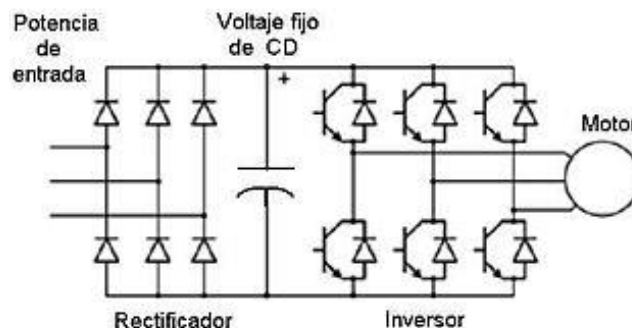 Potencia
de
entrada
Voltaje fijo
de CD
+
Motor
Rectificador
Inversor